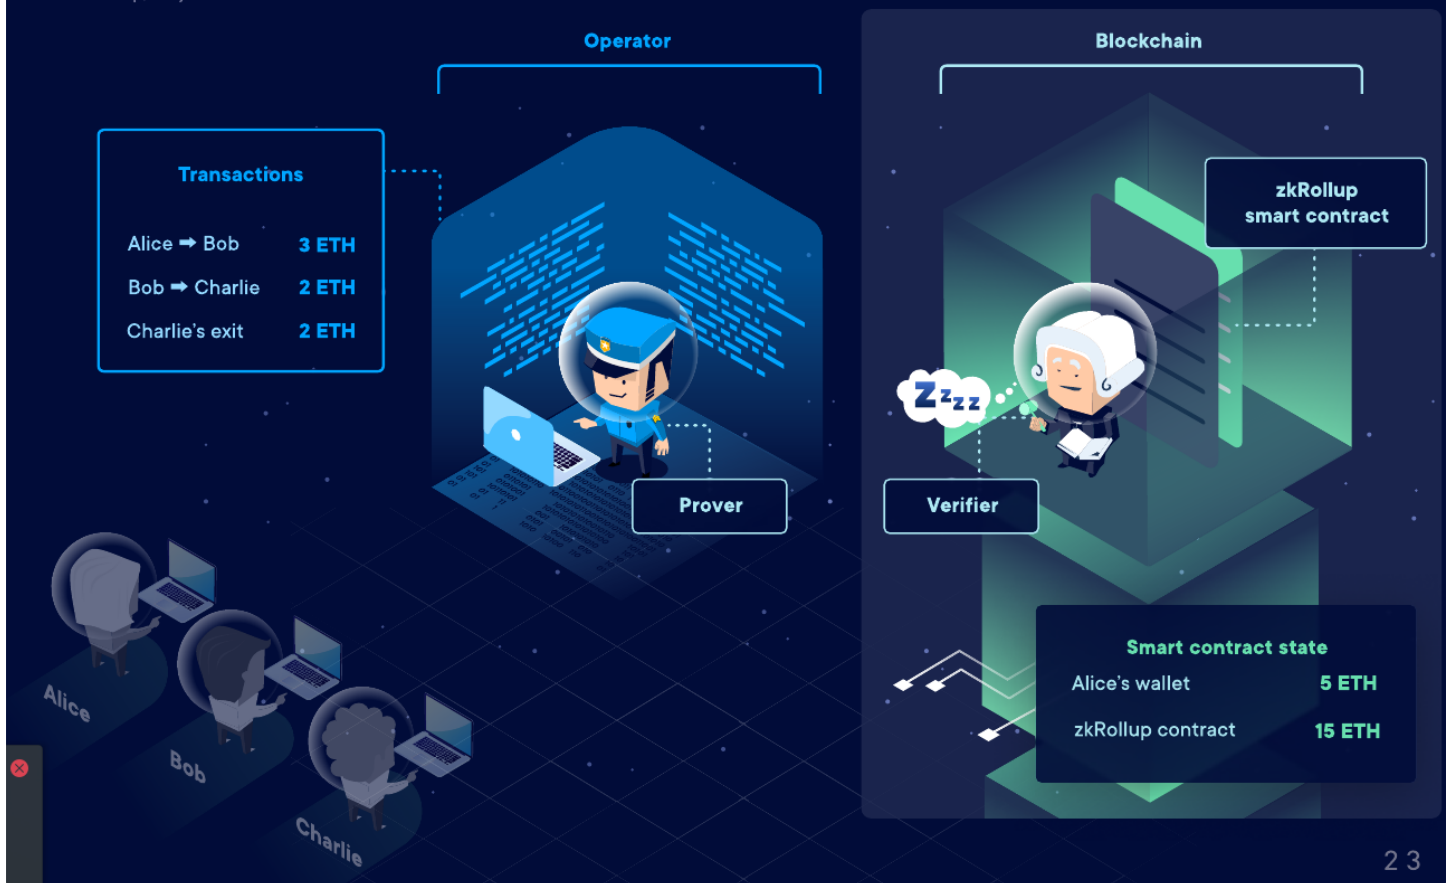 Operator
Blockchain
Transactions
Alice ➡ Bob 3 ETH
Bob ➡ Charlie 2 ETH
Charlie's exit 2 ETH
zkRollup
smart contract
Zzzz
Prover
Verifier
Alice
Bob
Charlie
Smart contract state
Alice's wallet 5 ETH
zkRollup contract 15 ETH
23